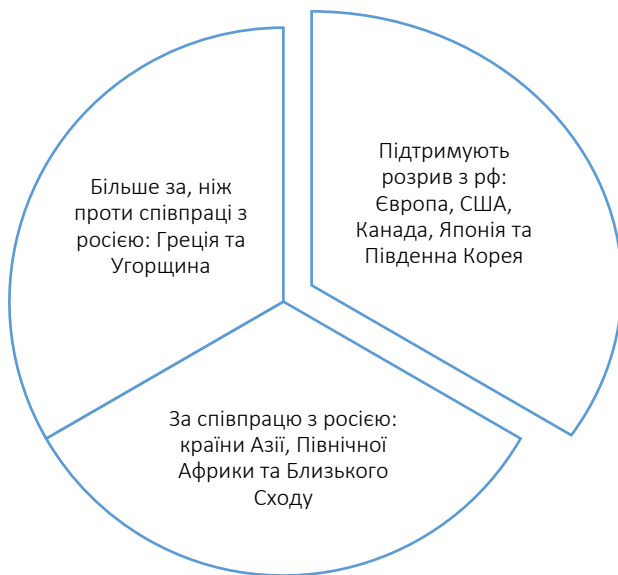 Підтримують
розрив з рф:
Європа, США,
Канада, Японія та
Південна Корея
Більше за, ніж
проти співпраці з
росією: Греція та
Угорщина
За співпрацю з росією:
країни Азії, Північної
Африки та Близького
Сходу